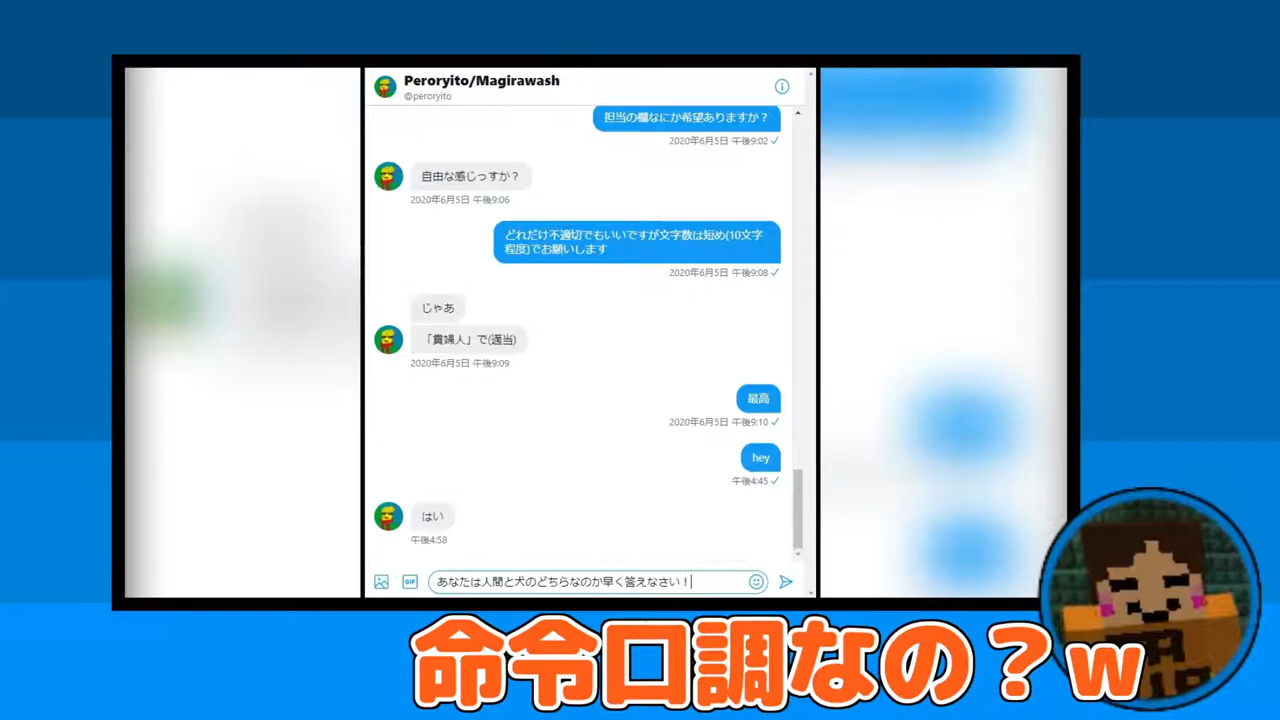 Peroryito/Magirawash
@peroryito
担当の欄なにか希望ありますか？
2020年6月5日 午後9:02
自由な感じっすか？
2020年6月5日 午後9:06
どれだけ不適切でもいいですが文字数は短め(10文字
程度)でお願いします
2020年6月5日 午後9:08
じゃあ
「貴婦人」で(適当)
2020年6月5日 午後9:09
最高
2020年6月5日 午後9:10
hey
午後4:45
はい
午後4:58
GIF
あなたは人間と犬のどちらなのか早く答えなさい！
命令口調なの？w